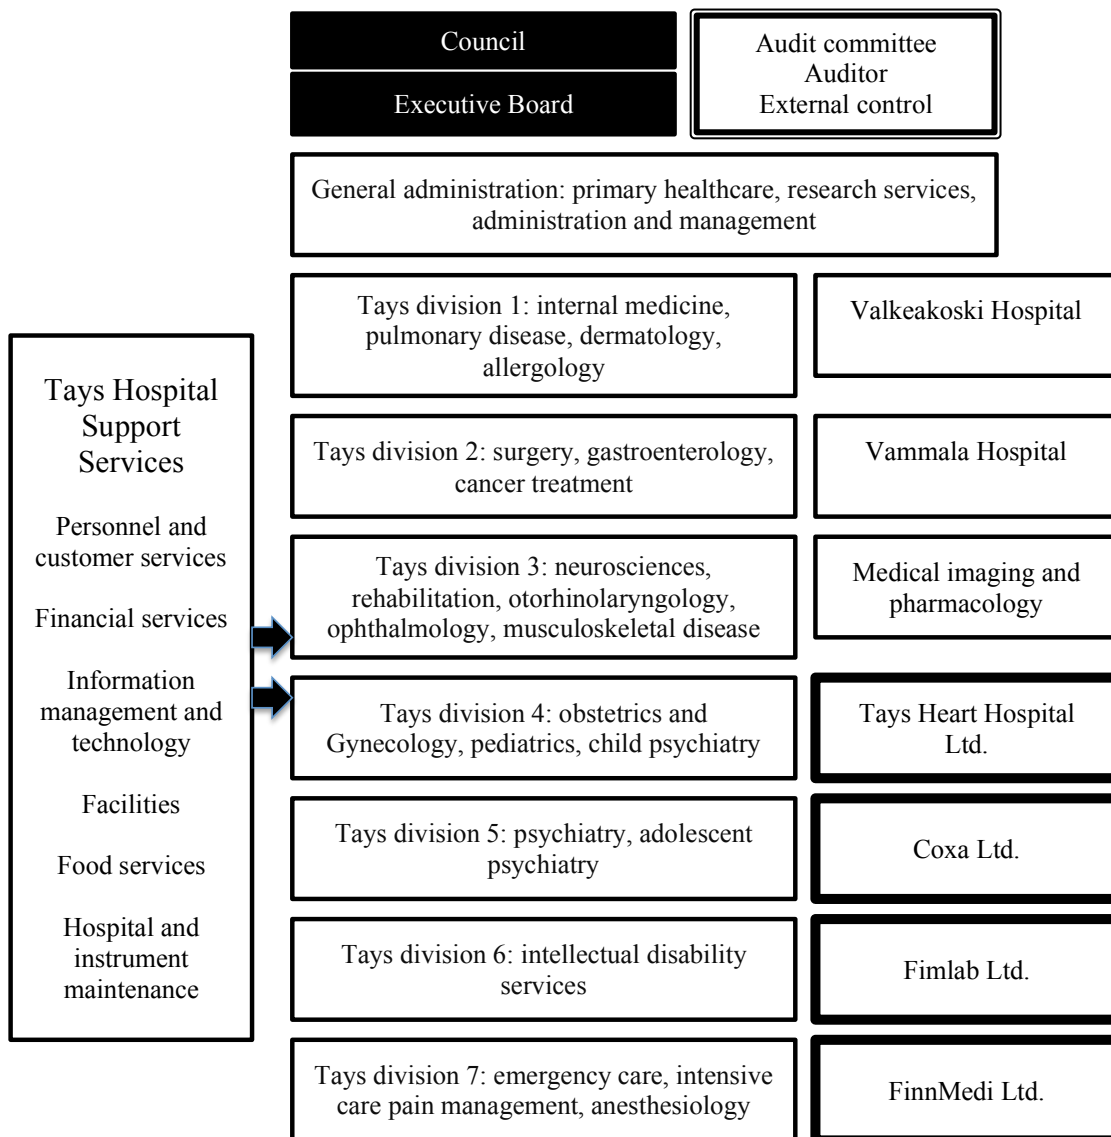 Council
Executive Board
Audit committee
Auditor
External control
General administration: primary healthcare, research services,
administration and management
Tays Hospital
Support
Services
Personnel and
customer services
Financial services
Information
management and
technology
Facilities
Food services
Hospital and
instrument
maintenance
Tays division 1: internal medicine,
pulmonary disease, dermatology,
allergology
Valkeakoski Hospital
Tays division 2: surgery, gastroenterology,
cancer treatment
Vammala Hospital
Tays division 3: neurosciences,
rehabilitation, otorhinolaryngology,
ophthalmology, musculoskeletal disease
Medical imaging and
pharmacology
Tays division 4: obstetrics and
Gynecology, pediatrics, child psychiatry
Tays Heart Hospital
Ltd.
Tays division 5: psychiatry, adolescent
psychiatry
Coxa Ltd.
Tays division 6: intellectual disability
services
Fimlab Ltd.
Tays division 7: emergency care, intensive
care pain management, anesthesiology
FinnMedi Ltd.